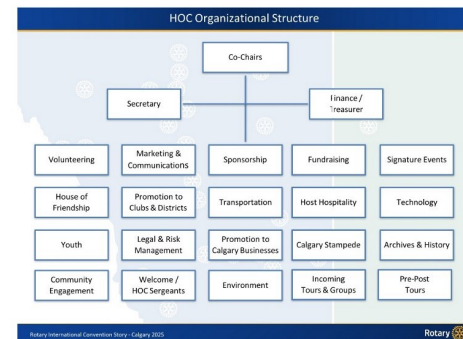 HOC Organizational Structure
Co-Chairs
Secretary
Finance /
Treasurer
Volunteering
Marketing &
Communications
Sponsorship
Fundraising
Signature Events
House of
Friendship
Promotion to
Clubs & Districts
Transportation
Host Hospitality
Technology
Youth
Legal & Risk
Management
Promotion to
Calgary Businesses
Calgary Stampede
Archives & History
Community
Engagement
Welcome /
HOC Sergeants
Environment
Incoming
Tours & Groups
Pre-Post
Tours
Rotary International Convention Story - Calgary 2025
Rotary